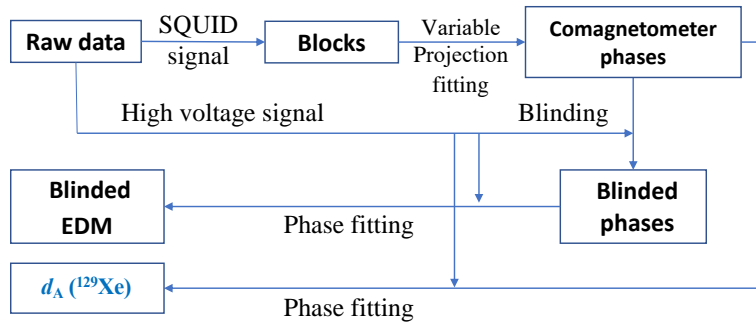 Raw data
SQUID
signal
Blocks
Variable
Projection
fitting
Comagnetometer
phases
High voltage signal
Blinding
Blinded
EDM
Phase fitting
Blinded
phases
d_A (¹²⁹Xe)
Phase fitting